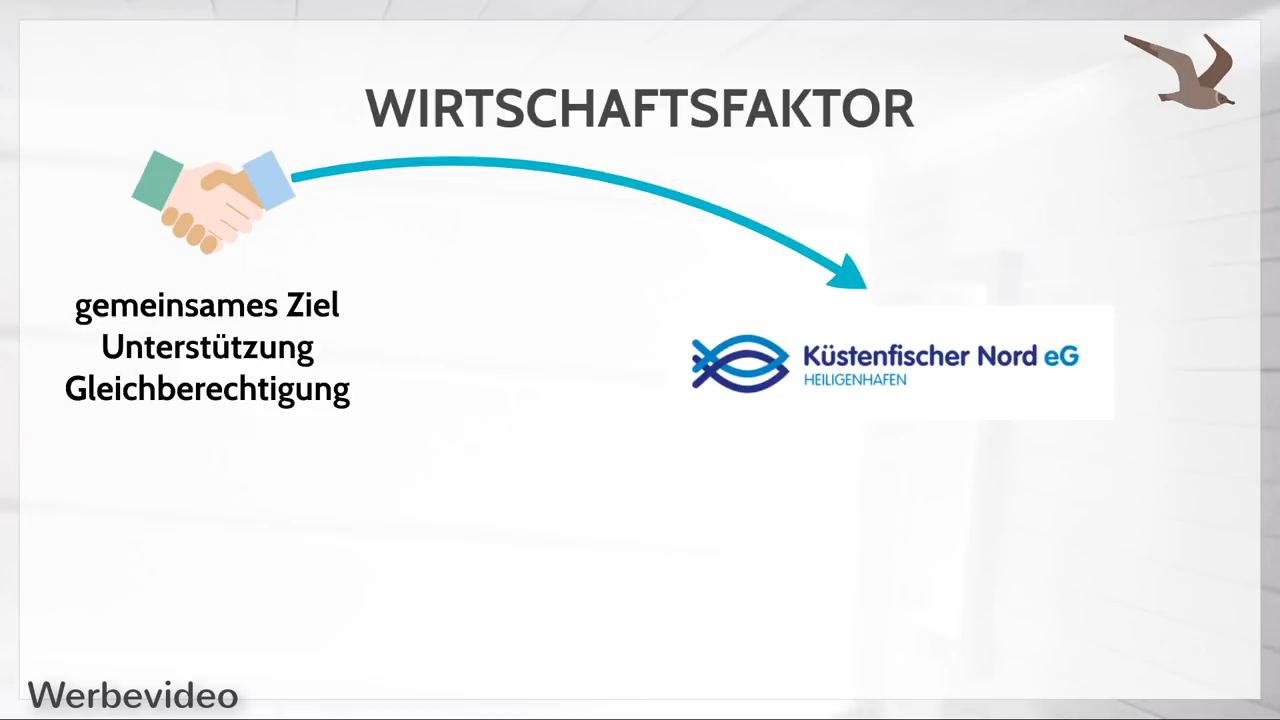 WIRTSCHAFTSFAKTOR
gemeinsames Ziel
Unterstützung
Gleichberechtigung
Küstenfischer Nord eG
HEILIGENHAFEN
Werbevideo